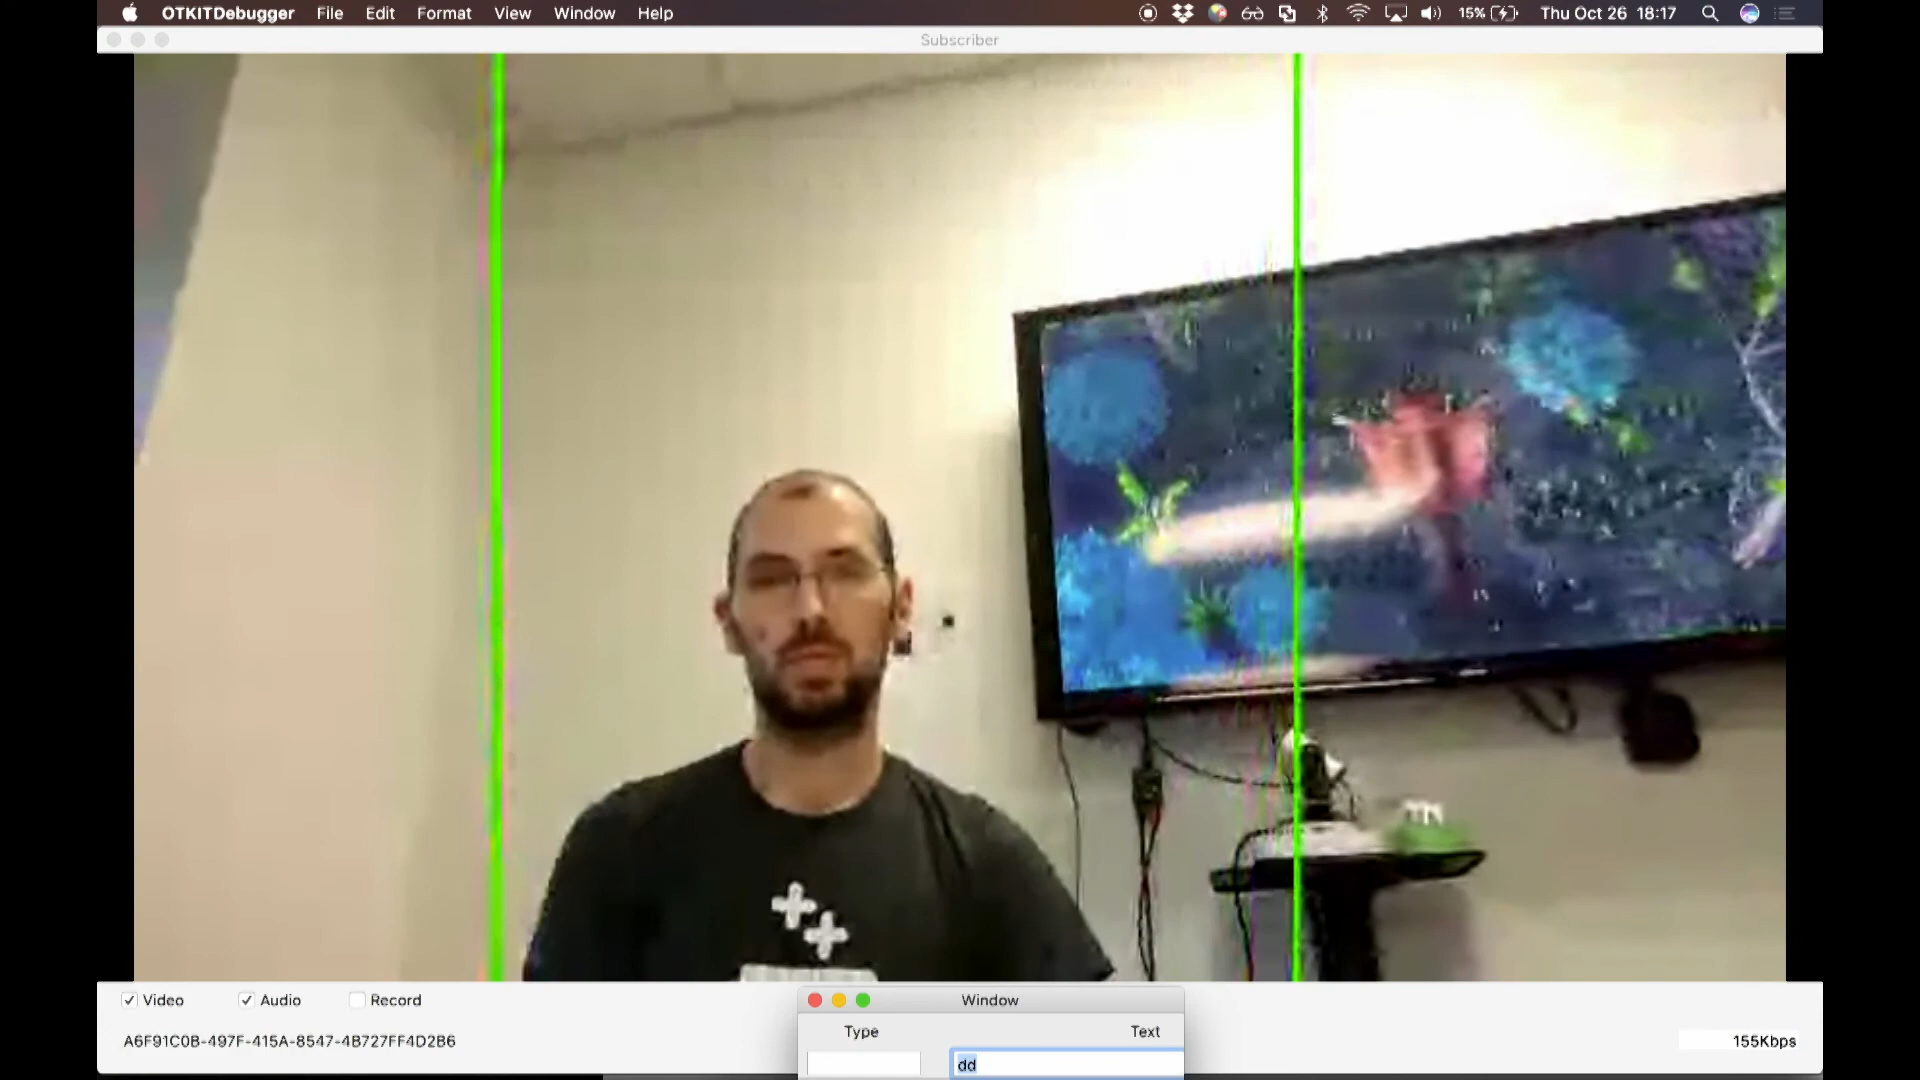 OTKITDebugger File Edit Format View Window Help 15% Thu Oct 26 18:17
Subscriber
Video Audio Record
A6F91C0B-497F-415A-8547-4B727FF4D2B6
155Kbps
Window
Type Text
dd